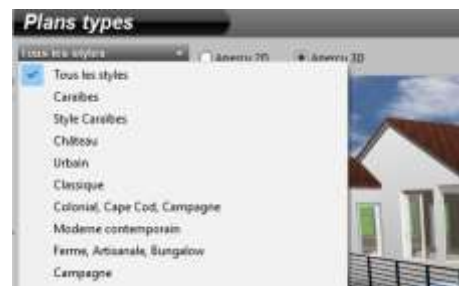 Plans types
Tous les styles
Aperçu 2D
Aperçu 3D
Tous les styles
Caraïbes
Style Caraïbes
Château
Urbain
Classique
Colonial, Cape Cod, Campagne
Moderne contemporain
Ferme, Artisanale, Bungalow
Campagne